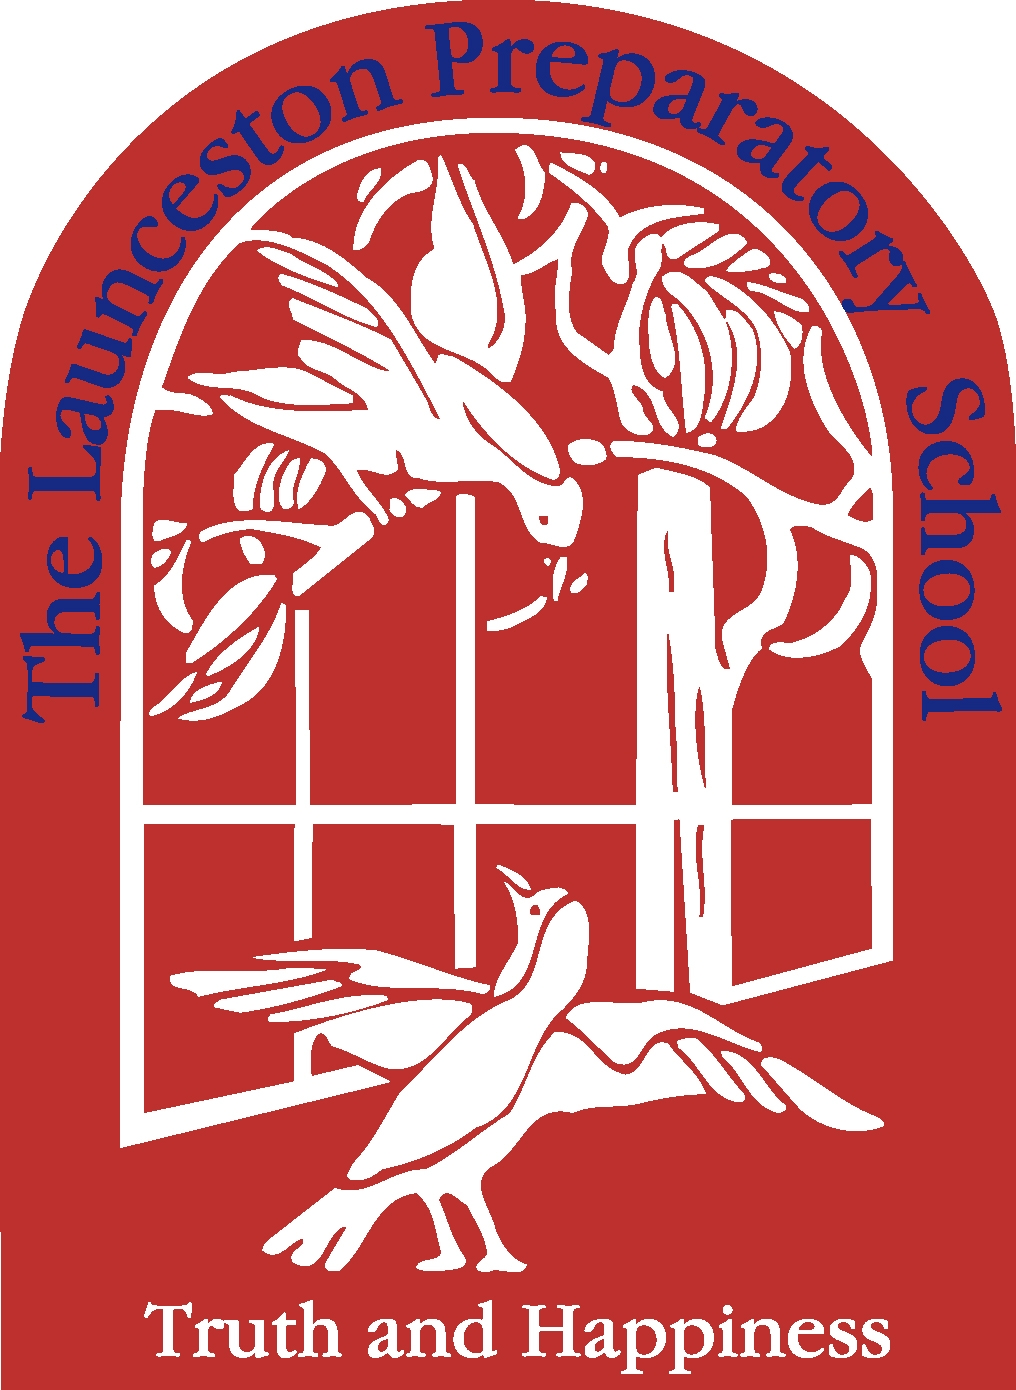 The Launceston Preparatory School
Truth and Happiness